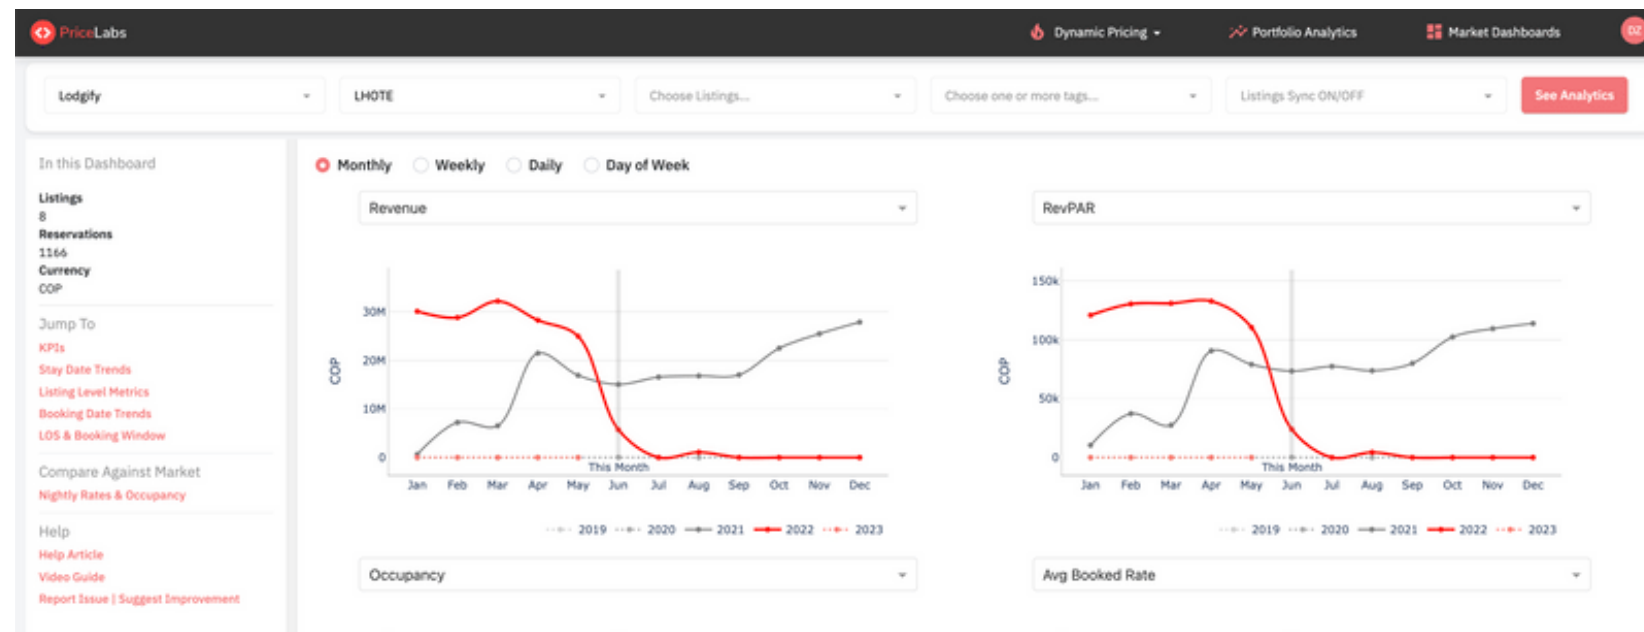 PriceLabs
Dynamic Pricing
Portfolio Analytics
Market Dashboards
DZ
Lodgify
LHOTE
Choose Listings...
Choose one or more tags...
Listings Sync ON/OFF
See Analytics
In this Dashboard
Listings
8
Reservations
1166
Currency
COP
Jump To
KPIs
Stay Date Trends
Listing Level Metrics
Booking Date Trends
LOS & Booking Window
Compare Against Market
Nightly Rates & Occupancy
Help
Help Article
Video Guide
Report Issue | Suggest Improvement
Monthly Weekly Daily Day of Week
Revenue
COP
30M
20M
10M
0
This Month
Jan Feb Mar Apr May Jun Jul Aug Sep Oct Nov Dec
2019 2020 2021 2022 2023
RevPAR
COP
150k
100k
50k
0
This Month
Jan Feb Mar Apr May Jun Jul Aug Sep Oct Nov Dec
2019 2020 2021 2022 2023
Occupancy
Avg Booked Rate